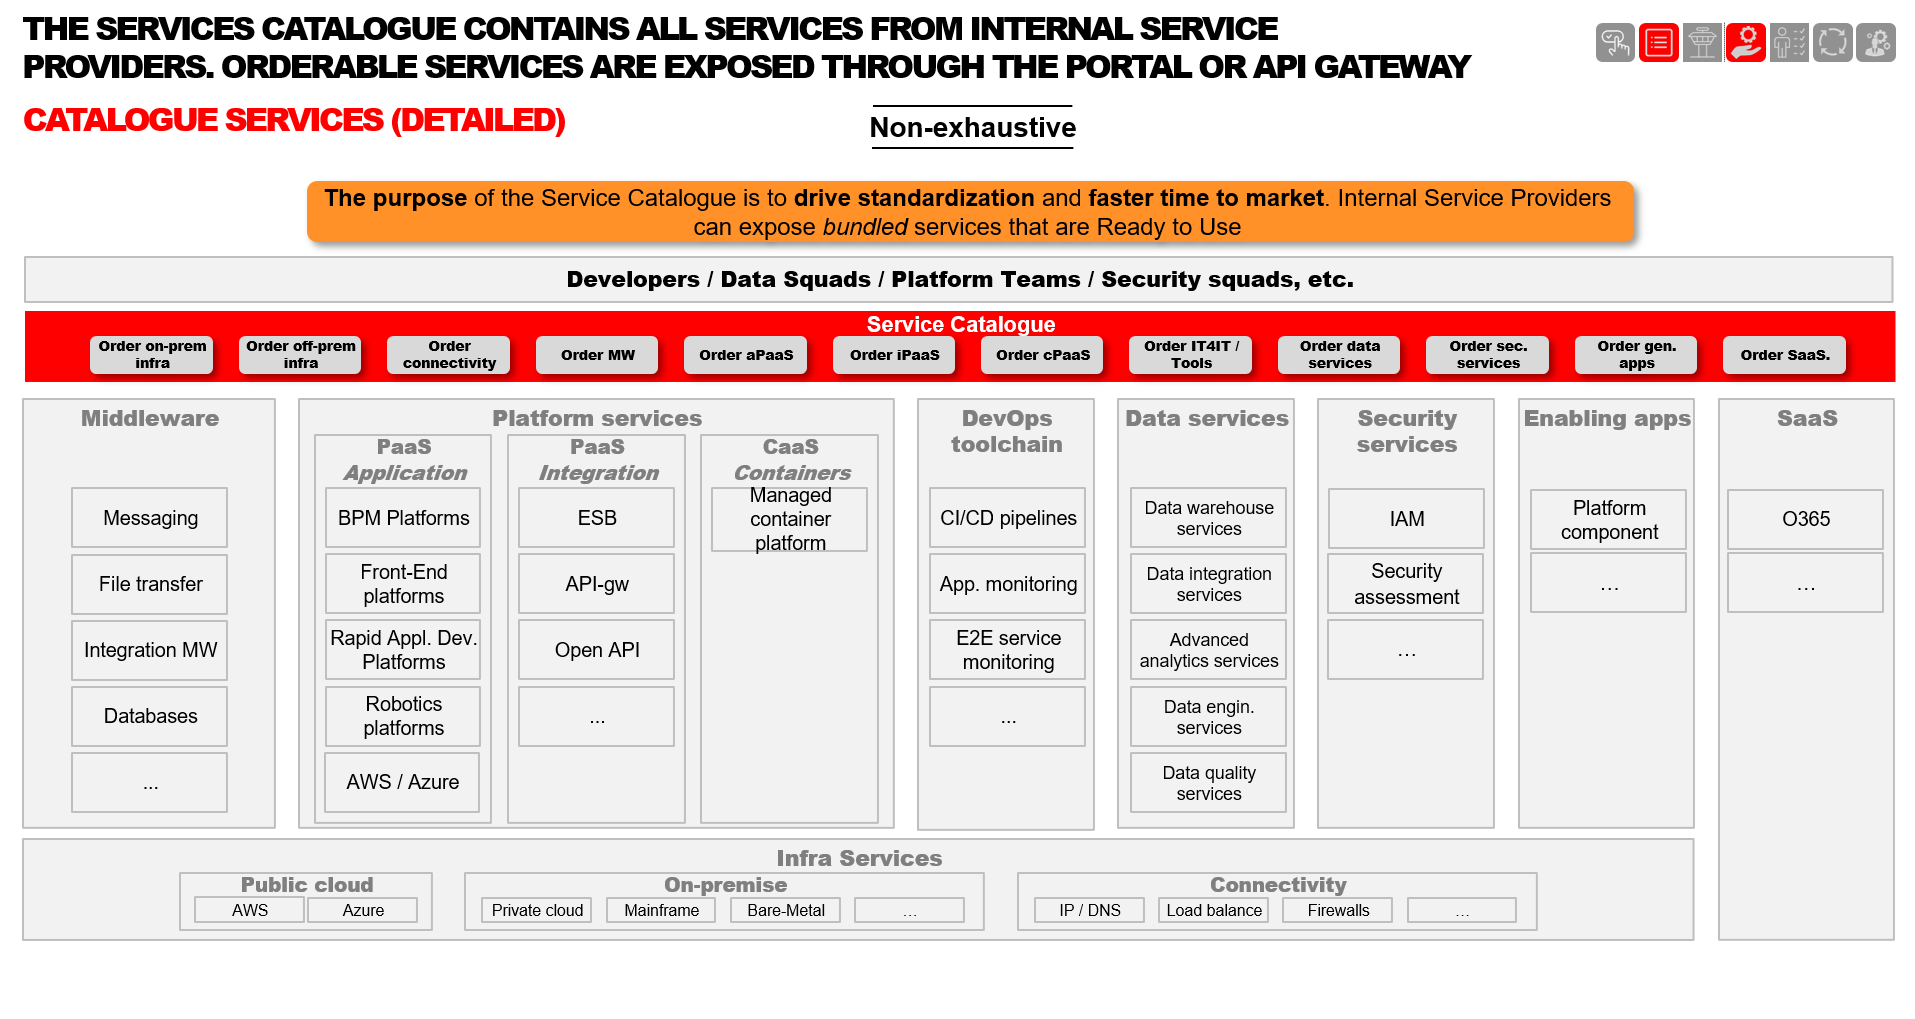 THE SERVICES CATALOGUE CONTAINS ALL SERVICES FROM INTERNAL SERVICE
PROVIDERS. ORDERABLE SERVICES ARE EXPOSED THROUGH THE PORTAL OR API GATEWAY
CATALOGUE SERVICES (DETAILED)
Non-exhaustive
The purpose of the Service Catalogue is to drive standardization and faster time to market. Internal Service Providers
can expose bundled services that are Ready to Use
Developers / Data Squads / Platform Teams / Security squads, etc.
Service Catalogue
Order on-prem
infra
Order off-prem
infra
Order
connectivity
Order MW
Order aPaaS
Order iPaaS
Order cPaaS
Order IT4IT /
Tools
Order data
services
Order sec.
services
Order gen.
apps
Order SaaS.
Middleware
Messaging
File transfer
Integration MW
Databases
...
Platform services
PaaS
Application
BPM Platforms
Front-End
platforms
Rapid Appl. Dev.
Platforms
Robotics
platforms
AWS / Azure
PaaS
Integration
ESB
API-gw
Open API
...
CaaS
Containers
Managed
container
platform
DevOps
toolchain
CI/CD pipelines
App. monitoring
E2E service
monitoring
...
Data services
Data warehouse
services
Data integration
services
Advanced
analytics services
Data engin.
services
Data quality
services
Security
services
IAM
Security
assessment
...
Enabling apps
Platform
component
...
SaaS
O365
...
Infra Services
Public cloud
AWS
Azure
On-premise
Private cloud
Mainframe
Bare-Metal
...
Connectivity
IP / DNS
Load balance
Firewalls
...